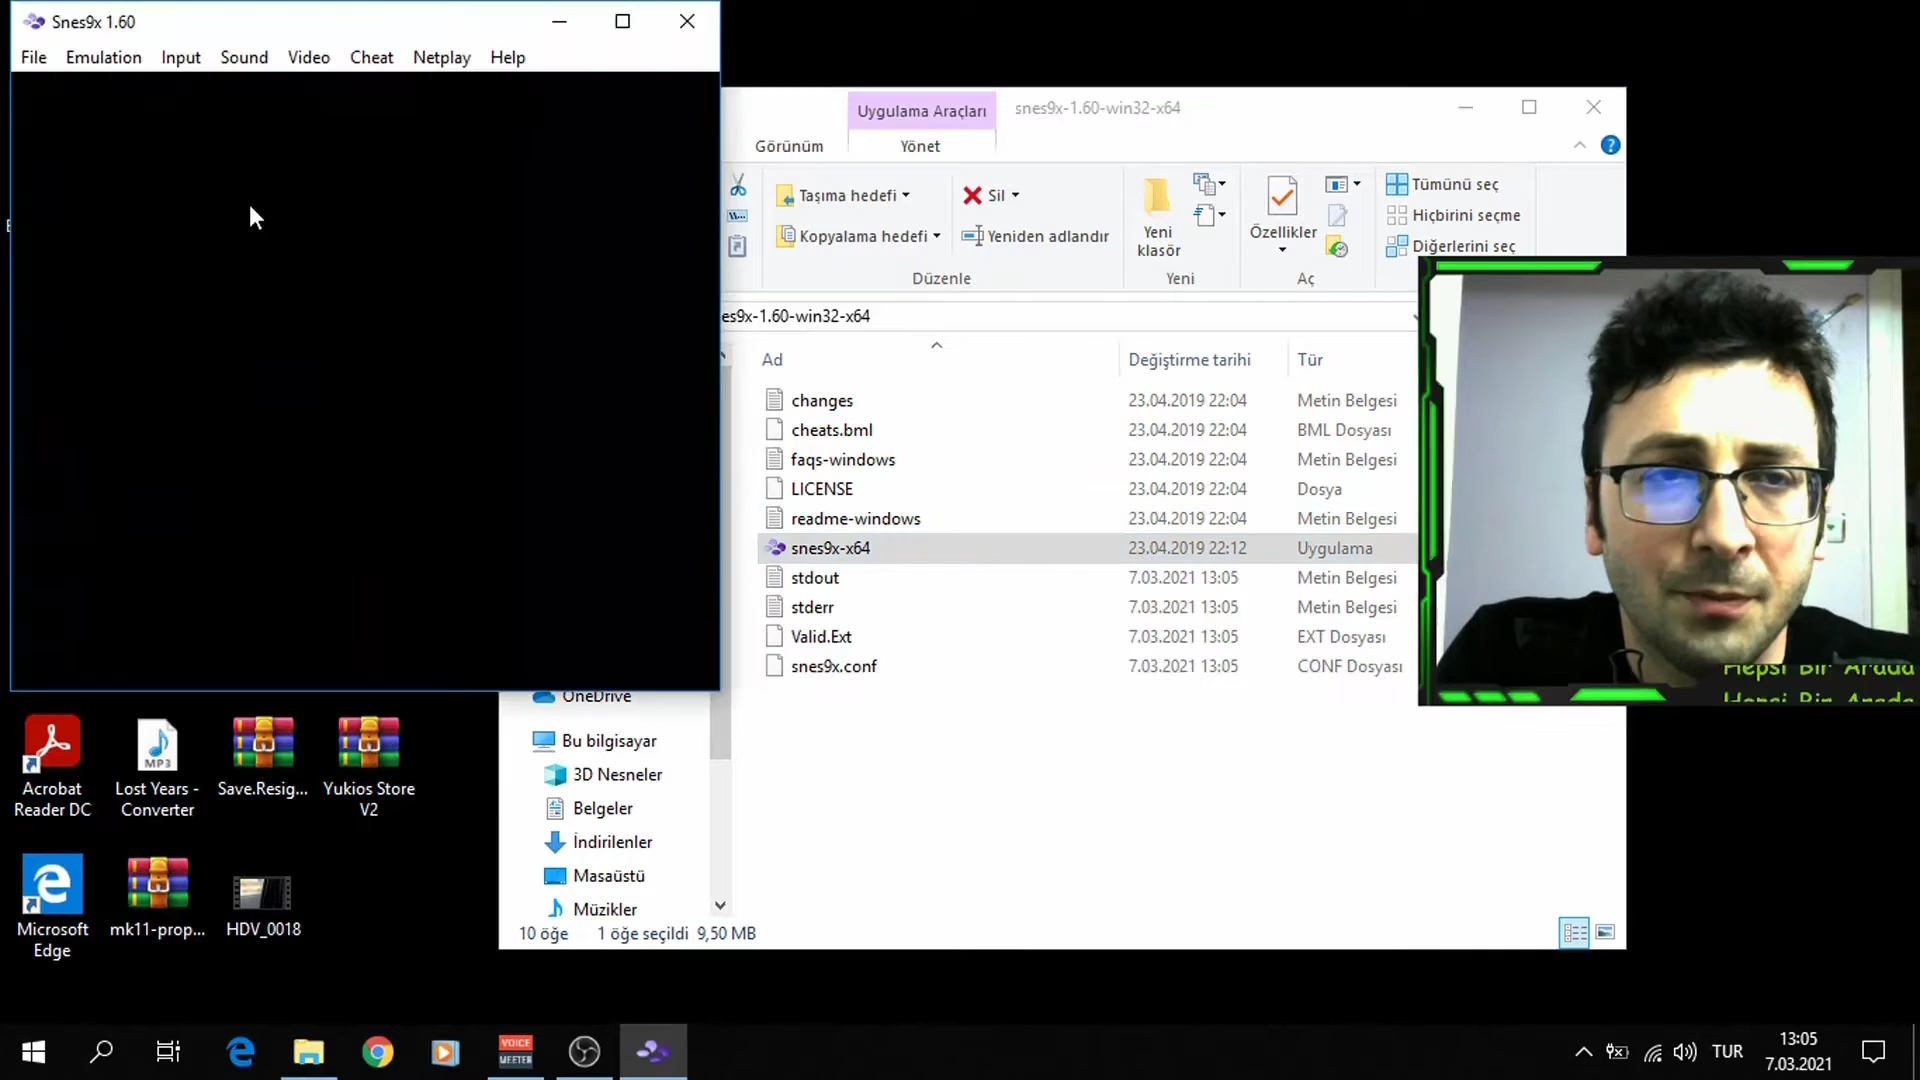 Snes9x 1.60
File Emulation Input Sound Video Cheat Netplay Help
Uygulama Araçları
snes9x-1.60-win32-x64
Görünüm
Yönet
Taşıma hedefi
Kopyalama hedefi
Sil
Yeniden adlandır
Düzenle
Yeni
klasör
Yeni
Özellikler
Aç
Tümünü seç
Hiçbirini seçme
Diğerlerini seç
es9x-1.60-win32-x64
Ad Değiştirme tarihi Tür
changes 23.04.2019 22:04 Metin Belgesi
cheats.bml 23.04.2019 22:04 BML Dosyası
faqs-windows 23.04.2019 22:04 Metin Belgesi
LICENSE 23.04.2019 22:04 Dosya
readme-windows 23.04.2019 22:04 Metin Belgesi
snes9x-x64 23.04.2019 22:12 Uygulama
stdout 7.03.2021 13:05 Metin Belgesi
stderr 7.03.2021 13:05 Metin Belgesi
Valid.Ext 7.03.2021 13:05 EXT Dosyası
snes9x.conf 7.03.2021 13:05 CONF Dosyası
Hepsi Bir Arada
Hepsi Bir Arada
OneDrive
Bu bilgisayar
3D Nesneler
Belgeler
İndirilenler
Masaüstü
Müzikler
10 öğe 1 öğe seçildi 9,50 MB
Acrobat
Reader DC
MP3
Lost Years -
Converter
Save.Resig...
Yukios Store
V2
Microsoft
Edge
mk11-prop...
HDV_0018
VOICE
MEETER
TUR
13:05
7.03.2021